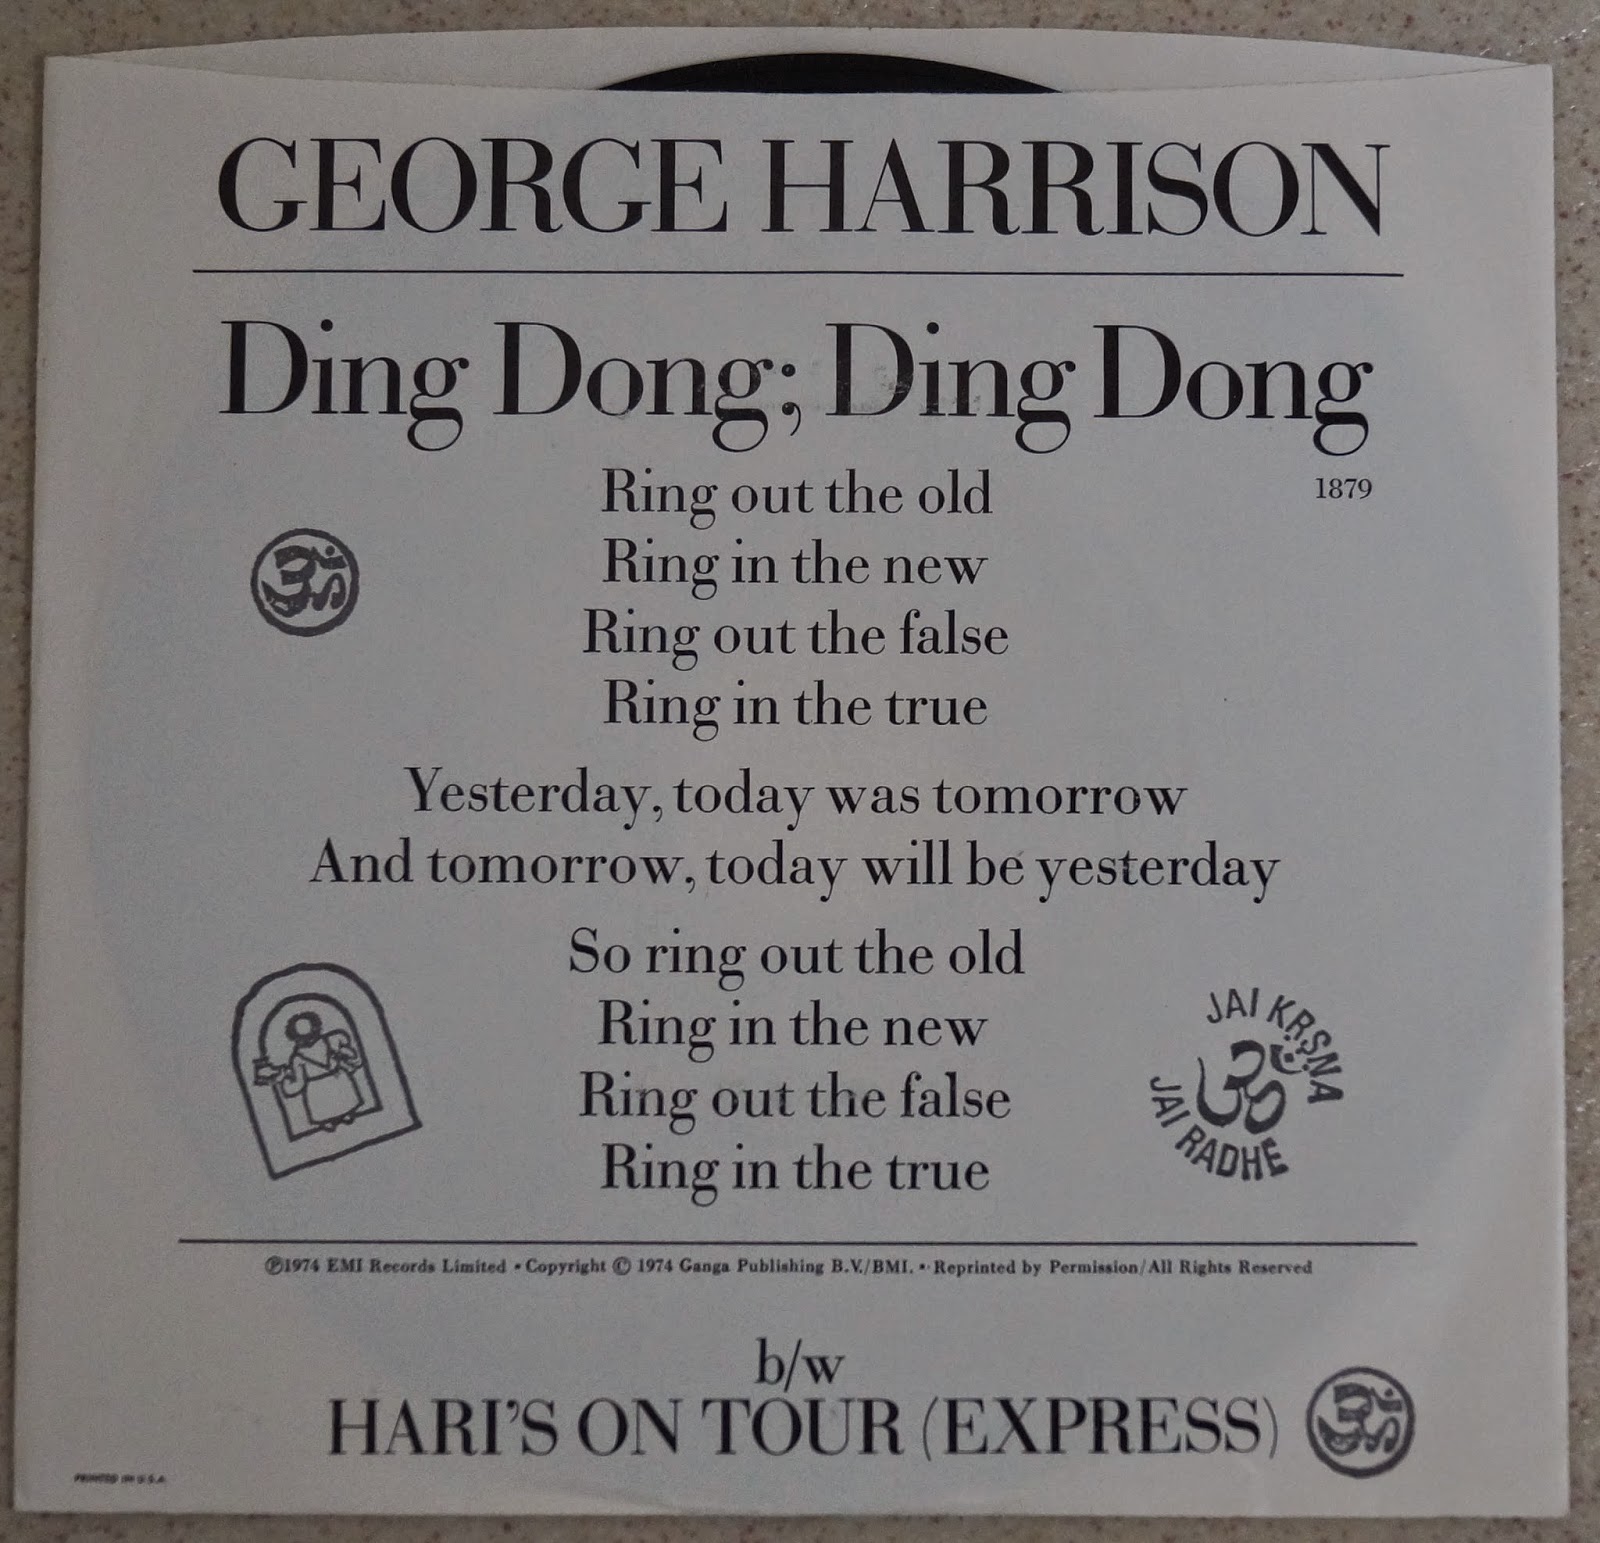 GEORGE HARRISON
Ding Dong; Ding Dong
1879
Ring out the old
Ring in the new
Ring out the false
Ring in the true
Yesterday, today was tomorrow
And tomorrow, today will be yesterday
So ring out the old
Ring in the new
Ring out the false
Ring in the true
ॐ
JAI KṚṢṆA
ॐ
JAI RADHE
℗1974 EMI Records Limited • Copyright © 1974 Ganga Publishing B.V./BMI. • Reprinted by Permission/All Rights Reserved
b/w
HARI'S ON TOUR (EXPRESS)
ॐ
PRINTED IN U.S.A.